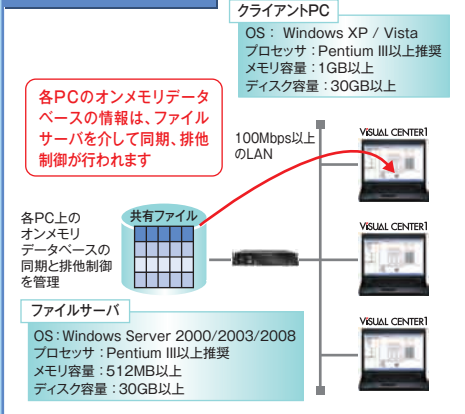 クライアントPC
OS： Windows XP / Vista
プロセッサ：Pentium III以上推奨
メモリ容量：1GB以上
ディスク容量：30GB以上
各PCのオンメモリデータ
ベースの情報は、ファイル
サーバを介して同期、排他
制御が行われます
100Mbps以上
のLAN
VISUAL CENTER1
各PC上の
オンメモリ
データベースの
同期と排他制御
を管理
共有ファイル
VISUAL CENTER1
ファイルサーバ
OS：Windows Server 2000/2003/2008
プロセッサ：Pentium III以上推奨
メモリ容量：512MB以上
ディスク容量：30GB以上
VISUAL CENTER1